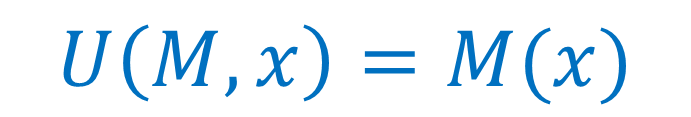 U(M, x) = M(x)